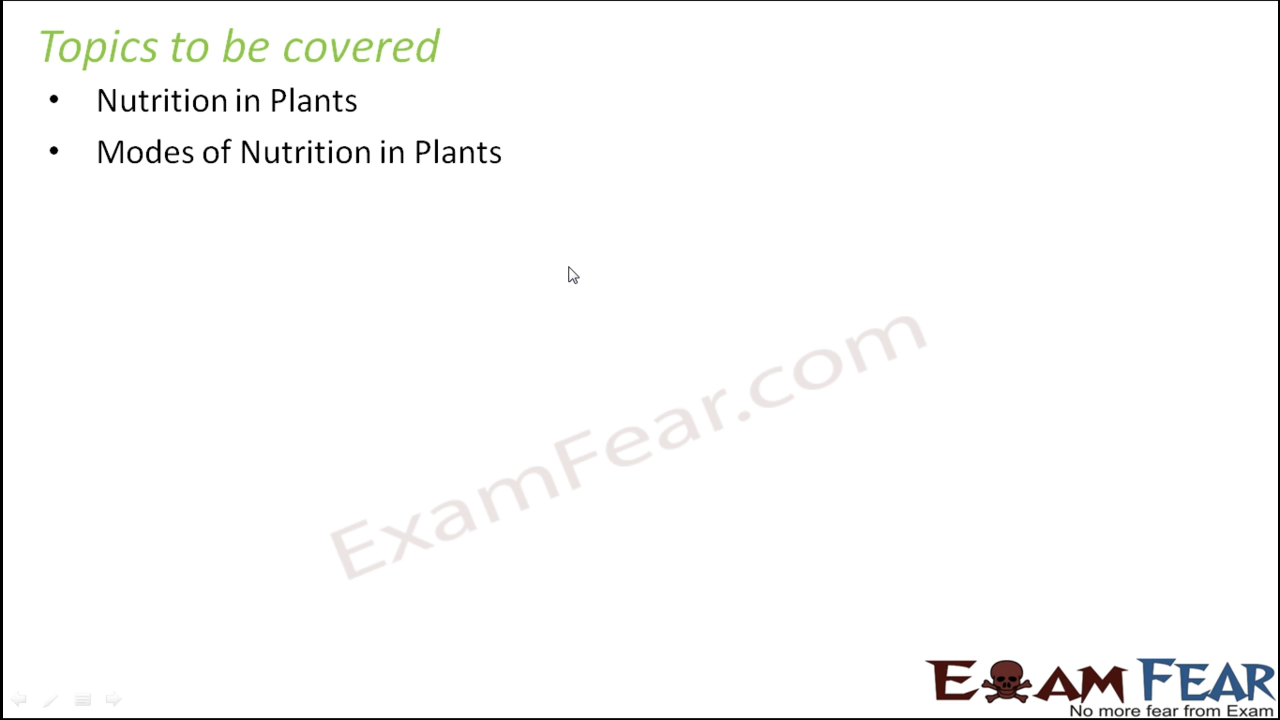 Topics to be covered
• Nutrition in Plants
• Modes of Nutrition in Plants
ExamFear.com
EXAM FEAR
No more fear from Exam